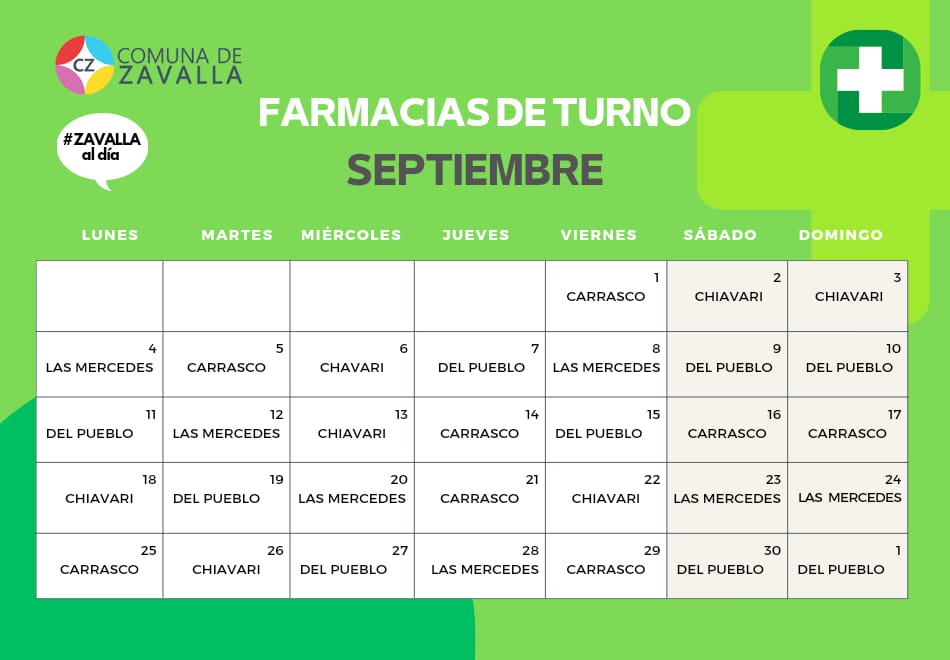 CZ
COMUNA DE
ZAVALLA
#ZAVALLA
al día
FARMACIAS DE TURNO
SEPTIEMBRE
LUNES MARTES MIÉRCOLES JUEVES VIERNES SÁBADO DOMINGO
1 2 3
CARRASCO CHIAVARI CHIAVARI
4 5 6 7 8 9 10
LAS MERCEDES CARRASCO CHAVARI DEL PUEBLO LAS MERCEDES DEL PUEBLO DEL PUEBLO
11 12 13 14 15 16 17
DEL PUEBLO LAS MERCEDES CHIAVARI CARRASCO DEL PUEBLO CARRASCO CARRASCO
18 19 20 21 22 23 24
CHIAVARI DEL PUEBLO LAS MERCEDES CARRASCO CHIAVARI LAS MERCEDES LAS MERCEDES
25 26 27 28 29 30 1
CARRASCO CHIAVARI DEL PUEBLO LAS MERCEDES CARRASCO DEL PUEBLO DEL PUEBLO